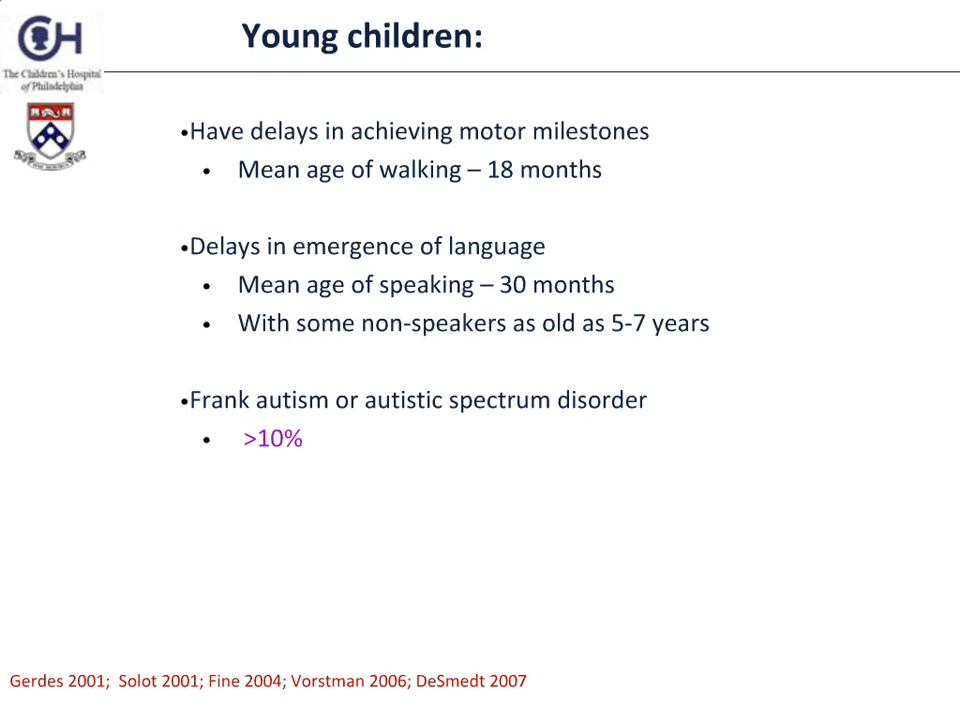 Young children:
The Children's Hospital
of Philadelphia
•Have delays in achieving motor milestones
• Mean age of walking – 18 months
•Delays in emergence of language
• Mean age of speaking – 30 months
• With some non-speakers as old as 5-7 years
•Frank autism or autistic spectrum disorder
• >10%
Gerdes 2001; Solot 2001; Fine 2004; Vorstman 2006; DeSmedt 2007